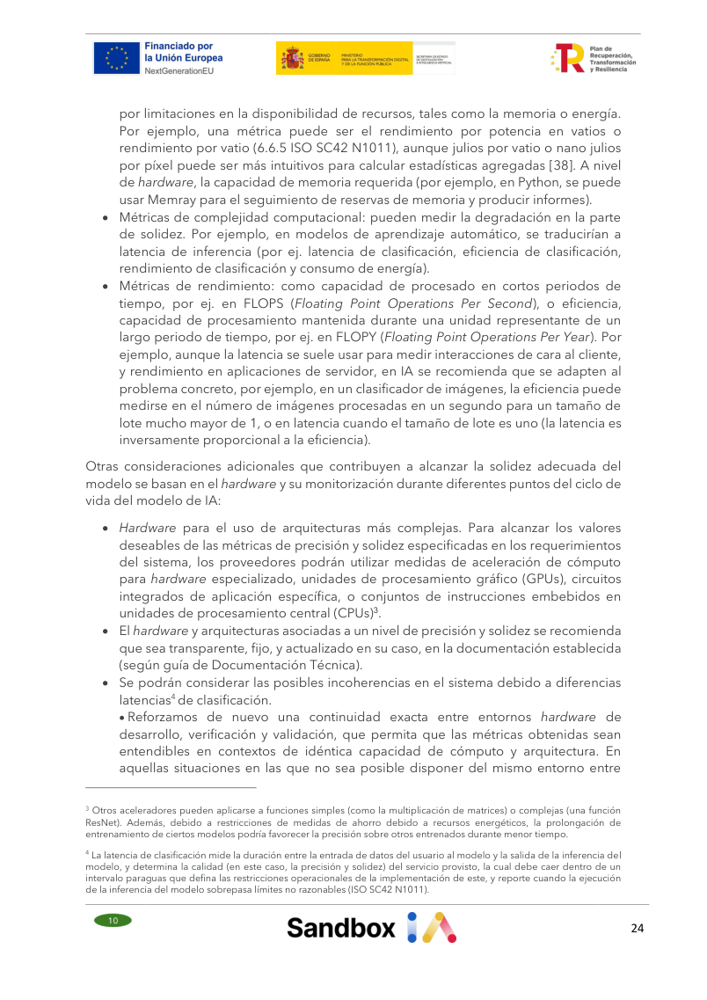 Financiado por
la Unión Europea
NextGenerationEU
GOBIERNO
DE ESPAÑA
MINISTERIO
PARA LA TRANSFORMACIÓN DIGITAL
Y DE LA FUNCIÓN PÚBLICA
SECRETARÍA DE ESTADO
DE DIGITALIZACIÓN
E INTELIGENCIA ARTIFICIAL
Plan de
Recuperación,
Transformación
y Resiliencia
por limitaciones en la disponibilidad de recursos, tales como la memoria o energía.
Por ejemplo, una métrica puede ser el rendimiento por potencia en vatios o
rendimiento por vatio (6.6.5 ISO SC42 N1011), aunque julios por vatio o nano julios
por píxel puede ser más intuitivos para calcular estadísticas agregadas [38]. A nivel
de hardware, la capacidad de memoria requerida (por ejemplo, en Python, se puede
usar Memray para el seguimiento de reservas de memoria y producir informes).
• Métricas de complejidad computacional: pueden medir la degradación en la parte
de solidez. Por ejemplo, en modelos de aprendizaje automático, se traducirían a
latencia de inferencia (por ej. latencia de clasificación, eficiencia de clasificación,
rendimiento de clasificación y consumo de energía).
• Métricas de rendimiento: como capacidad de procesado en cortos periodos de
tiempo, por ej. en FLOPS (Floating Point Operations Per Second), o eficiencia,
capacidad de procesamiento mantenida durante una unidad representante de un
largo periodo de tiempo, por ej. en FLOPY (Floating Point Operations Per Year). Por
ejemplo, aunque la latencia se suele usar para medir interacciones de cara al cliente,
y rendimiento en aplicaciones de servidor, en IA se recomienda que se adapten al
problema concreto, por ejemplo, en un clasificador de imágenes, la eficiencia puede
medirse en el número de imágenes procesadas en un segundo para un tamaño de
lote mucho mayor de 1, o en latencia cuando el tamaño de lote es uno (la latencia es
inversamente proporcional a la eficiencia).
Otras consideraciones adicionales que contribuyen a alcanzar la solidez adecuada del
modelo se basan en el hardware y su monitorización durante diferentes puntos del ciclo de
vida del modelo de IA:
• Hardware para el uso de arquitecturas más complejas. Para alcanzar los valores
deseables de las métricas de precisión y solidez especificadas en los requerimientos
del sistema, los proveedores podrán utilizar medidas de aceleración de cómputo
para hardware especializado, unidades de procesamiento gráfico (GPUs), circuitos
integrados de aplicación específica, o conjuntos de instrucciones embebidos en
unidades de procesamiento central (CPUs)³.
• El hardware y arquitecturas asociadas a un nivel de precisión y solidez se recomienda
que sea transparente, fijo, y actualizado en su caso, en la documentación establecida
(según guía de Documentación Técnica).
• Se podrán considerar las posibles incoherencias en el sistema debido a diferencias
latencias⁴ de clasificación.
• Reforzamos de nuevo una continuidad exacta entre entornos hardware de
desarrollo, verificación y validación, que permita que las métricas obtenidas sean
entendibles en contextos de idéntica capacidad de cómputo y arquitectura. En
aquellas situaciones en las que no sea posible disponer del mismo entorno entre
³ Otros aceleradores pueden aplicarse a funciones simples (como la multiplicación de matrices) o complejas (una función
ResNet). Además, debido a restricciones de medidas de ahorro debido a recursos energéticos, la prolongación de
entrenamiento de ciertos modelos podría favorecer la precisión sobre otros entrenados durante menor tiempo.
⁴ La latencia de clasificación mide la duración entre la entrada de datos del usuario al modelo y la salida de la inferencia del
modelo, y determina la calidad (en este caso, la precisión y solidez) del servicio provisto, la cual debe caer dentro de un
intervalo paraguas que defina las restricciones operacionales de la implementación de este, y reporte cuando la ejecución
de la inferencia del modelo sobrepasa límites no razonables (ISO SC42 N1011).
10
Sandbox iA
24